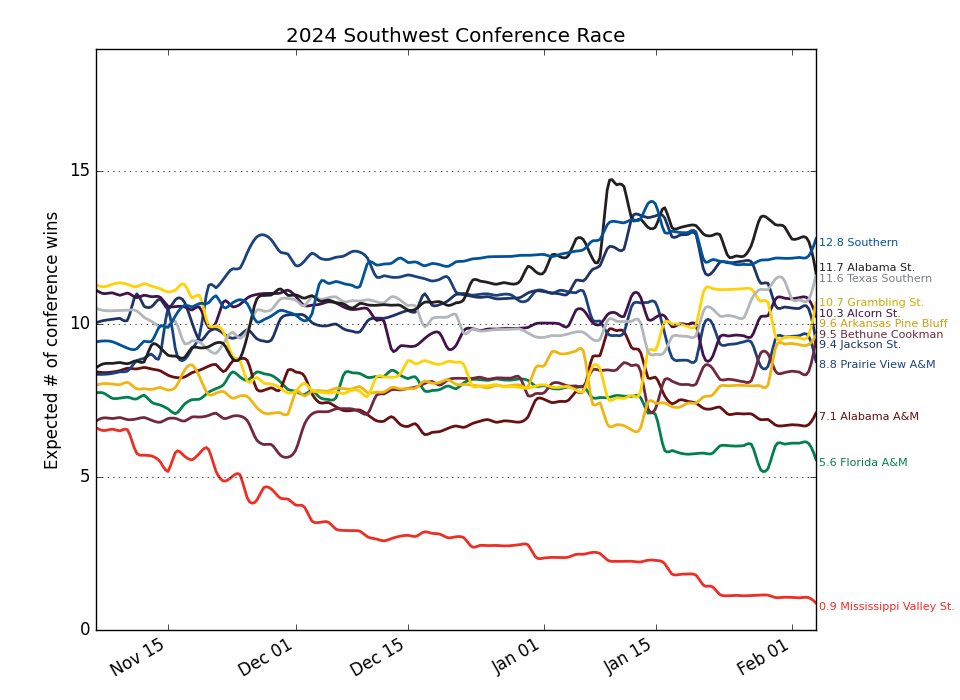 2024 Southwest Conference Race
Expected # of conference wins
15
10
5
0
Nov 15
Dec 01
Dec 15
Jan 01
Jan 15
Feb 01
12.8 Southern
11.7 Alabama St.
11.6 Texas Southern
10.7 Grambling St.
10.3 Alcorn St.
9.6 Arkansas Pine Bluff
9.5 Bethune Cookman
9.4 Jackson St.
8.8 Prairie View A&M
7.1 Alabama A&M
5.6 Florida A&M
0.9 Mississippi Valley St.